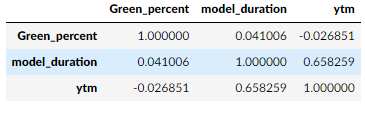 Green_percent model_duration ytm
Green_percent 1.000000 0.041006 -0.026851
model_duration 0.041006 1.000000 0.658259
ytm -0.026851 0.658259 1.000000